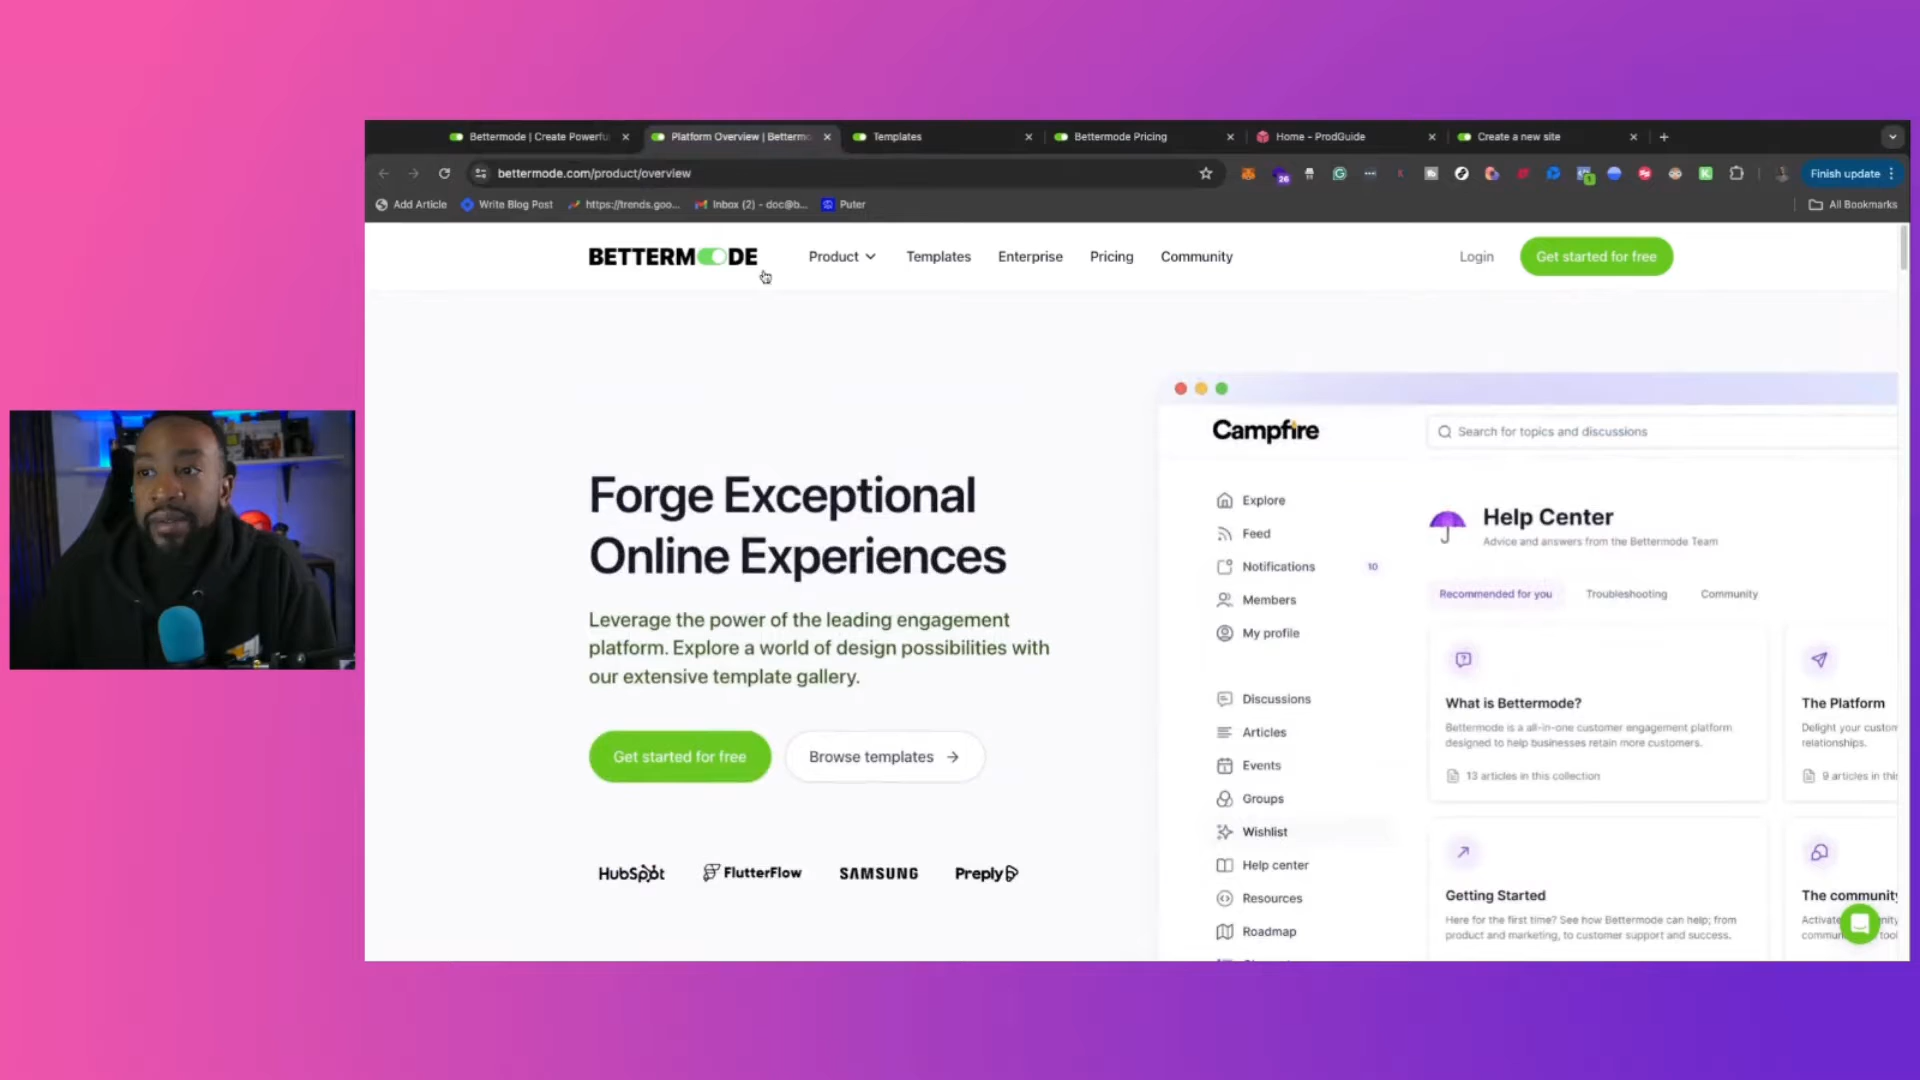 Bettermode | Create Powerfu
Platform Overview | Betterm
Templates
Bettermode Pricing
Home - ProdGuide
Create a new site
bettermode.com/product/overview
26
1
Finish update
Add Article
Write Blog Post
https://trends.goo...
Inbox (2) - doc@b...
Puter
All Bookmarks
BETTERMODE
Product
Templates
Enterprise
Pricing
Community
Login
Get started for free
Forge Exceptional
Online Experiences
Leverage the power of the leading engagement
platform. Explore a world of design possibilities with
our extensive template gallery.
Get started for free
Browse templates →
HubSpot
FlutterFlow
SAMSUNG
Preply
Campfire
Search for topics and discussions
Explore
Feed
Notifications 10
Members
My profile
Discussions
Articles
Events
Groups
Wishlist
Help center
Resources
Roadmap
Help Center
Advice and answers from the Bettermode Team
Recommended for you
Troubleshooting
Community
What is Bettermode?
Bettermode is a all-in-one customer engagement platform
designed to help businesses retain more customers.
13 articles in this collection
The Platform
Delight your custom
relationships.
9 articles in this
Getting Started
Here for the first time? See how Bettermode can help; from
product and marketing, to customer support and success.
The community
Activate
commun